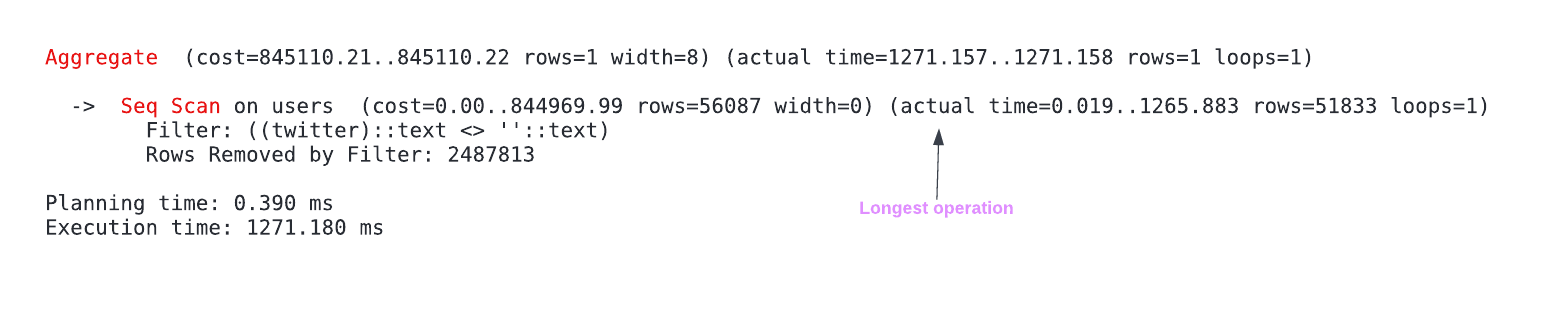 Aggregate  (cost=845110.21..845110.22 rows=1 width=8) (actual time=1271.157..1271.158 rows=1 loops=1)
  ->  Seq Scan on users  (cost=0.00..844969.99 rows=56087 width=0) (actual time=0.019..1265.883 rows=51833 loops=1)
        Filter: ((twitter)::text <> ''::text)
        Rows Removed by Filter: 2487813
Planning time: 0.390 ms
Longest operation
Execution time: 1271.180 ms